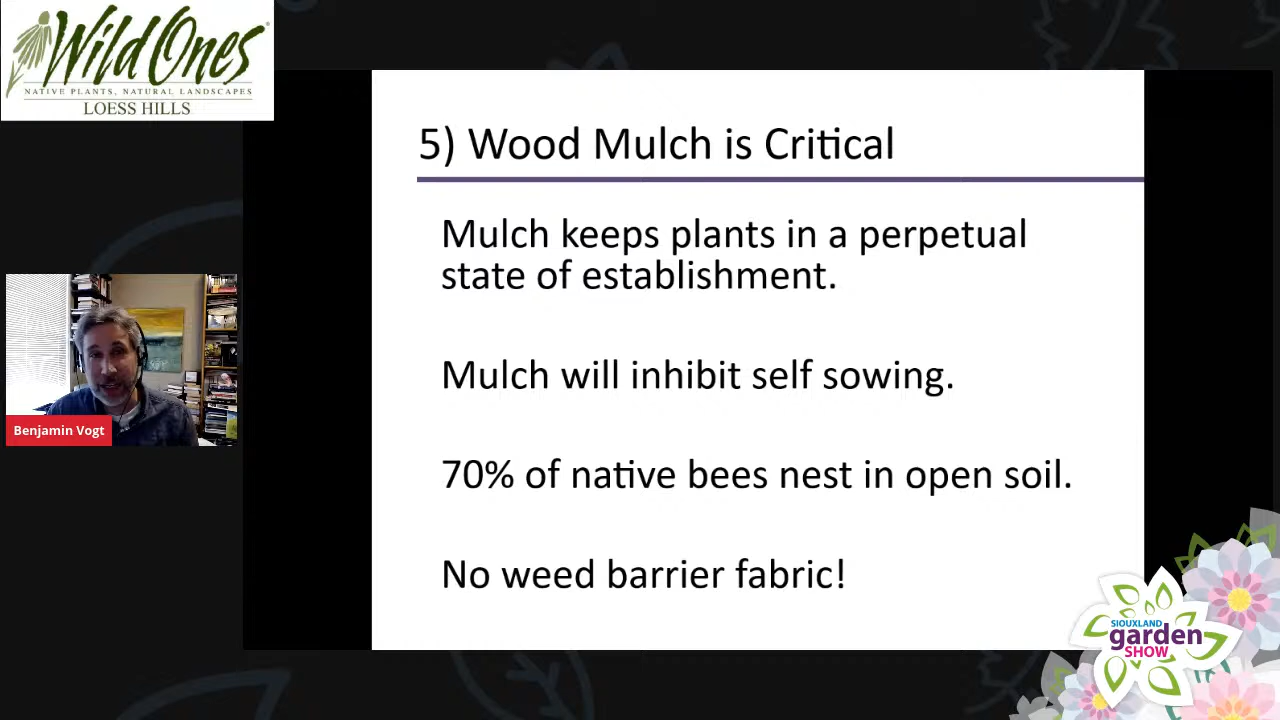 Wild Ones®
NATIVE PLANTS, NATURAL LANDSCAPES
LOESS HILLS
5) Wood Mulch is Critical
Mulch keeps plants in a perpetual
state of establishment.
Mulch will inhibit self sowing.
70% of native bees nest in open soil.
No weed barrier fabric!
Benjamin Vogt
SIOUXLAND
garden
SHOW